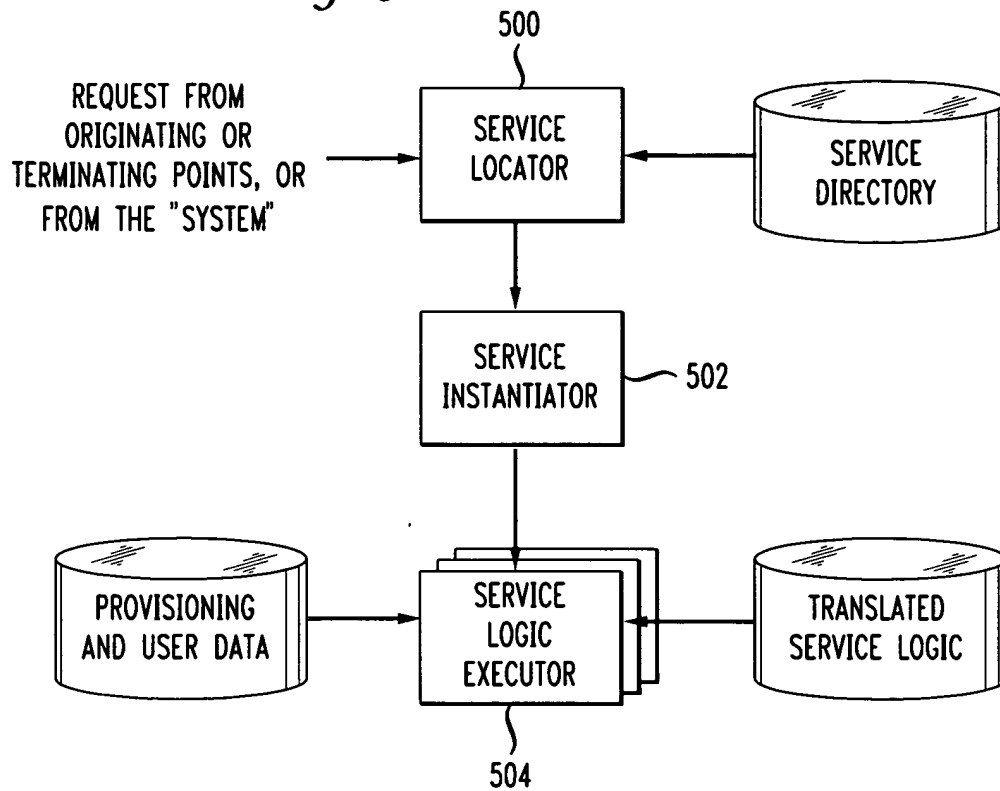 500
REQUEST FROM
ORIGINATING OR
TERMINATING POINTS, OR
FROM THE "SYSTEM"
SERVICE
LOCATOR
SERVICE
DIRECTORY
SERVICE
INSTANTIATOR
502
PROVISIONING
AND USER DATA
SERVICE
LOGIC
EXECUTOR
TRANSLATED
SERVICE LOGIC
504